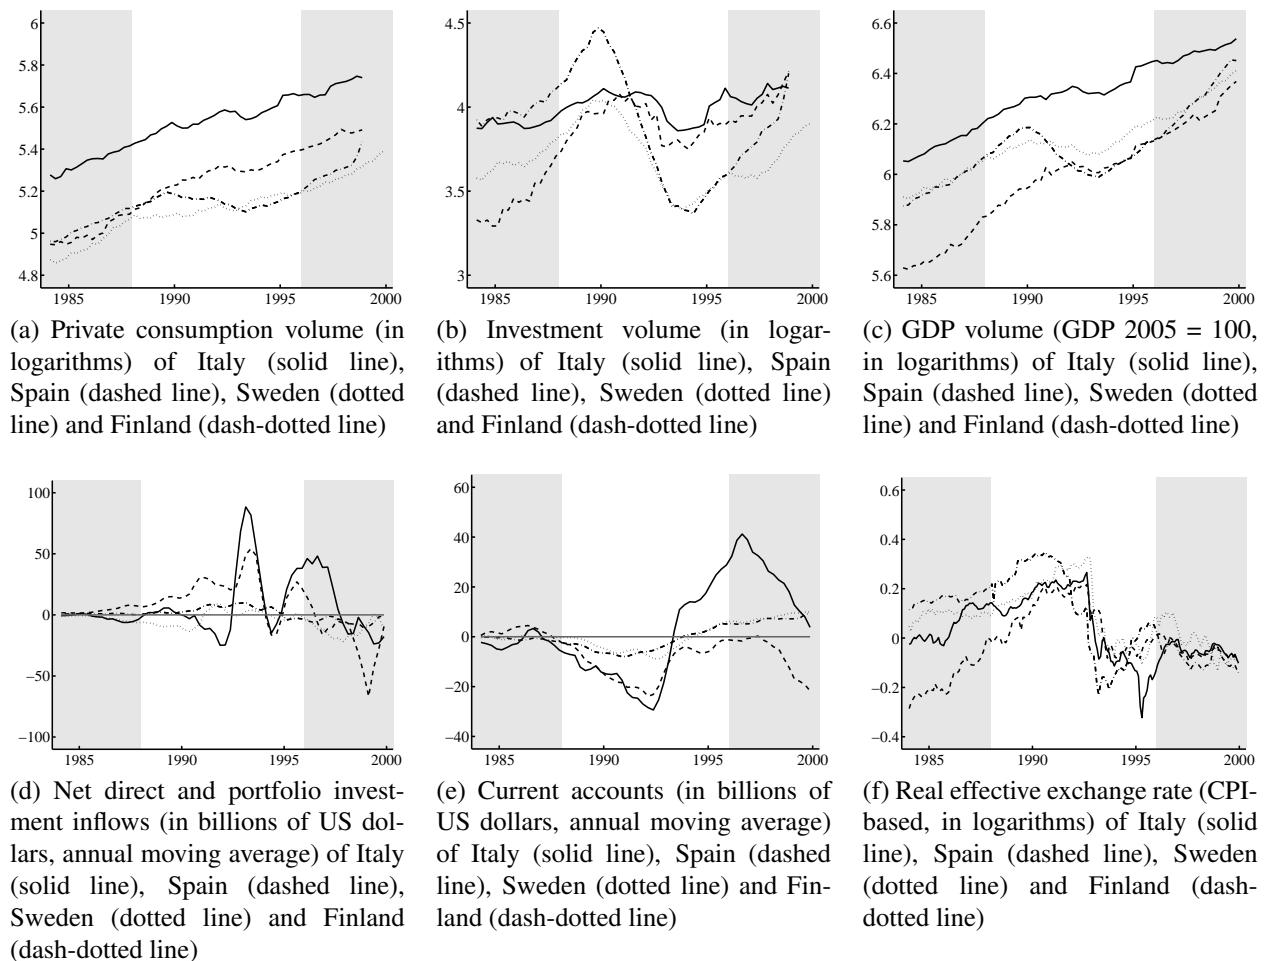 6
5.8
5.6
5.4
5.2
5
4.8
1985 1990 1995 2000
(a) Private consumption volume (in
logarithms) of Italy (solid line),
Spain (dashed line), Sweden (dotted
line) and Finland (dash-dotted line)
4.5
4
3.5
3
1985 1990 1995 2000
(b) Investment volume (in logar-
ithms) of Italy (solid line), Spain
(dashed line), Sweden (dotted line)
and Finland (dash-dotted line)
6.6
6.4
6.2
6
5.8
5.6
1985 1990 1995 2000
(c) GDP volume (GDP 2005 = 100,
in logarithms) of Italy (solid line),
Spain (dashed line), Sweden (dotted
line) and Finland (dash-dotted line)
100
50
0
−50
−100
1985 1990 1995 2000
(d) Net direct and portfolio invest-
ment inflows (in billions of US dol-
lars, annual moving average) of Italy
(solid line), Spain (dashed line),
Sweden (dotted line) and Finland
(dash-dotted line)
60
40
20
0
−20
−40
1985 1990 1995 2000
(e) Current accounts (in billions of
US dollars, annual moving average)
of Italy (solid line), Spain (dashed
line), Sweden (dotted line) and Fin-
land (dash-dotted line)
0.6
0.4
0.2
0
−0.2
−0.4
1985 1990 1995 2000
(f) Real effective exchange rate (CPI-
based, in logarithms) of Italy (solid
line), Spain (dashed line), Sweden
(dotted line) and Finland (dash-
dotted line)